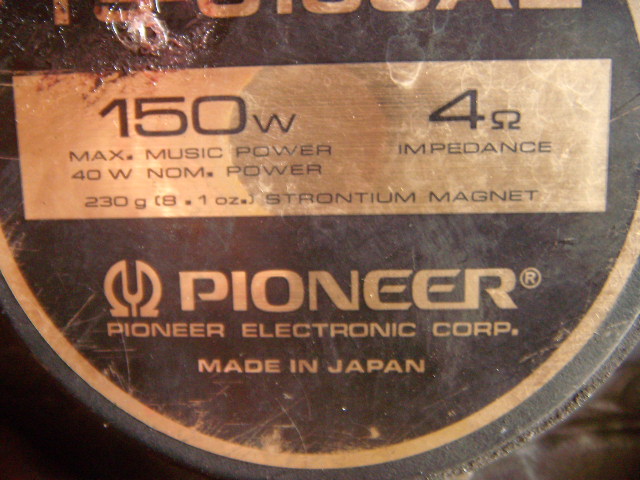 150W 4Ω
MAX. MUSIC POWER IMPEDANCE
40 W NOM. POWER
230 g (8.1 oz.) STRONTIUM MAGNET
PIONEER®
PIONEER ELECTRONIC CORP.
MADE IN JAPAN